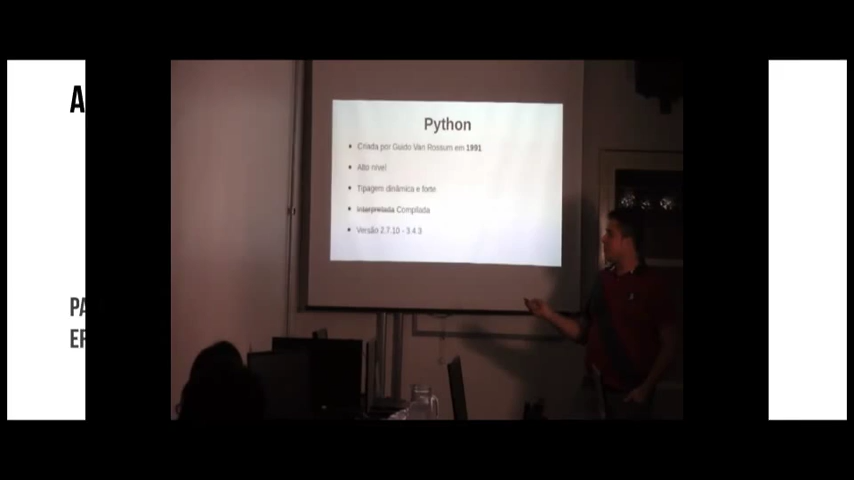 A
PA
EF
Python
Criada por Guido Van Rossum em 1991
Alto nível
Tipagem dinâmica e forte
Interpretada Compilada
Versão 2.7.10 - 3.4.3